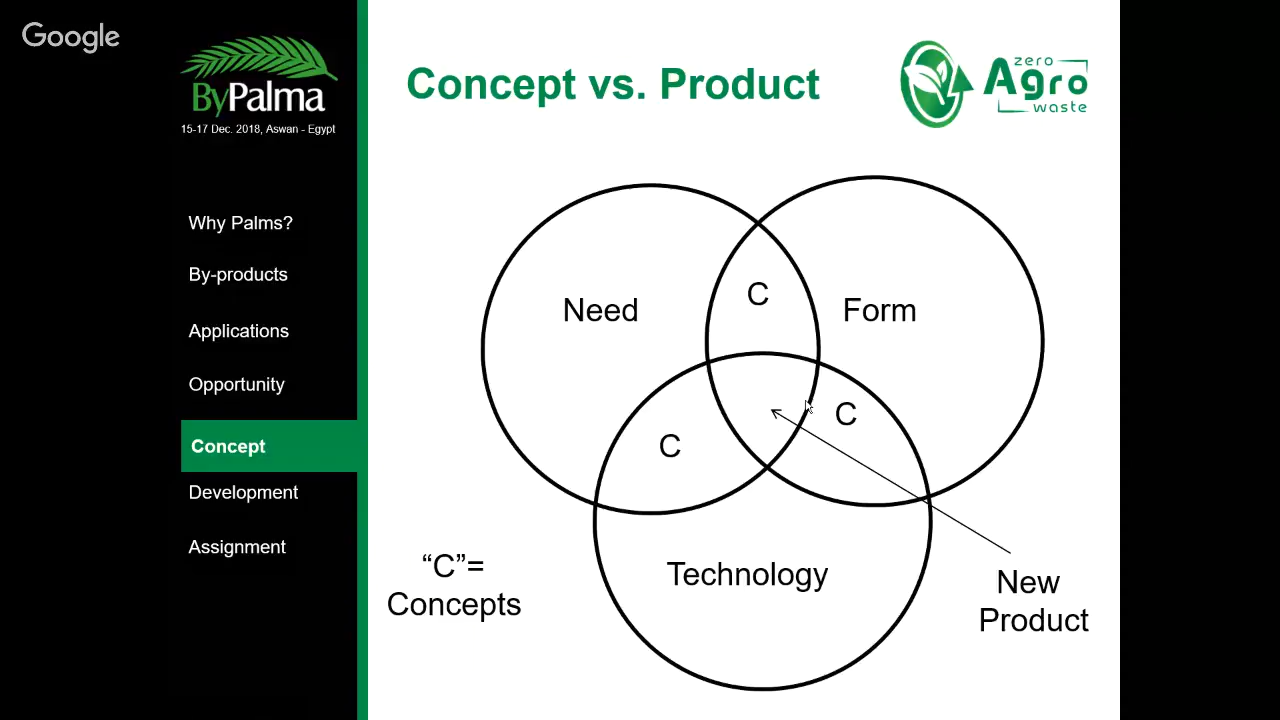 Google
ByPalma
15-17 Dec. 2018, Aswan - Egypt
Why Palms?
By-products
Applications
Opportunity
Concept
Development
Assignment
Concept vs. Product
zero
Agro
waste
Need
C
Form
C
C
Technology
“C”=
Concepts
New
Product